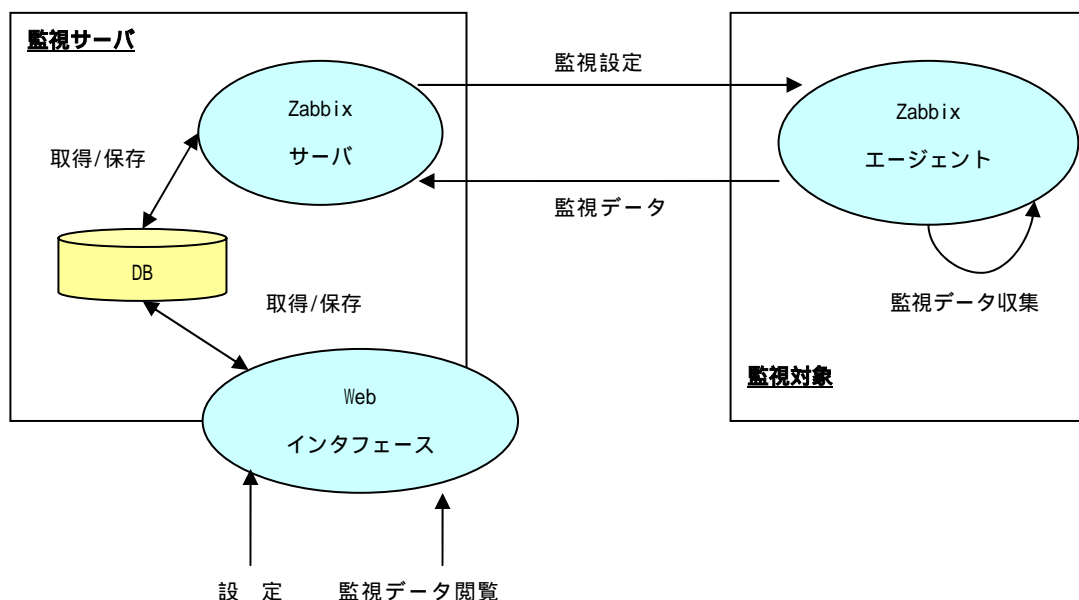 監視サーバ
Zabbix
サーバ
監視設定
Zabbix
エージェント
取得/保存
監視データ
DB
取得/保存
監視データ収集
監視対象
Web
インタフェース
設 定
監視データ閲覧